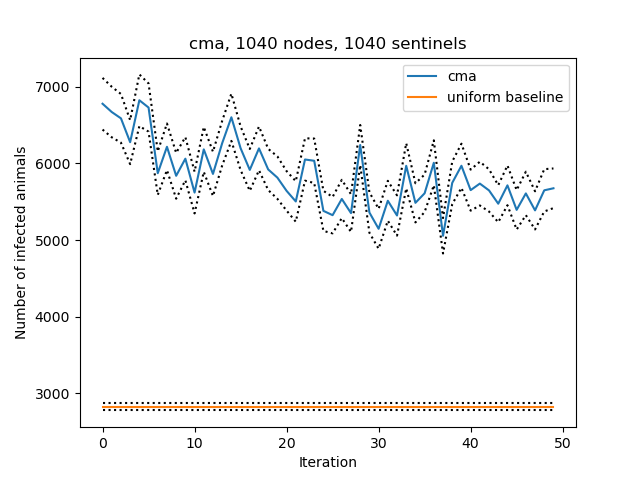 cma, 1040 nodes, 1040 sentinels
cma
uniform baseline
Number of infected animals
7000
6000
5000
4000
3000
0 10 20 30 40 50
Iteration